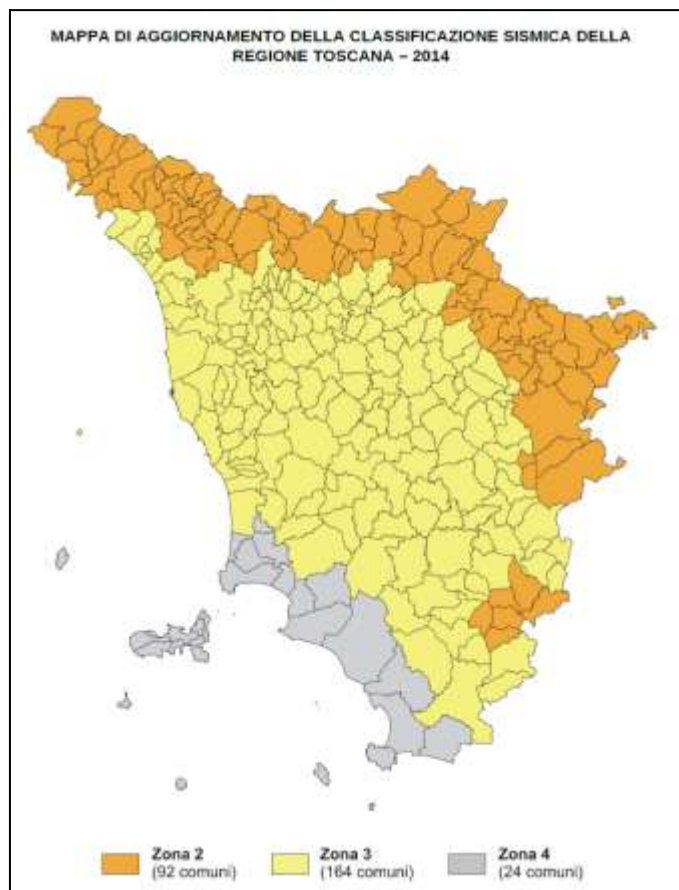 MAPPA DI AGGIORNAMENTO DELLA CLASSIFICAZIONE SISMICA DELLA
REGIONE TOSCANA – 2014
Zona 2
(92 comuni)
Zona 3
(164 comuni)
Zona 4
(24 comuni)